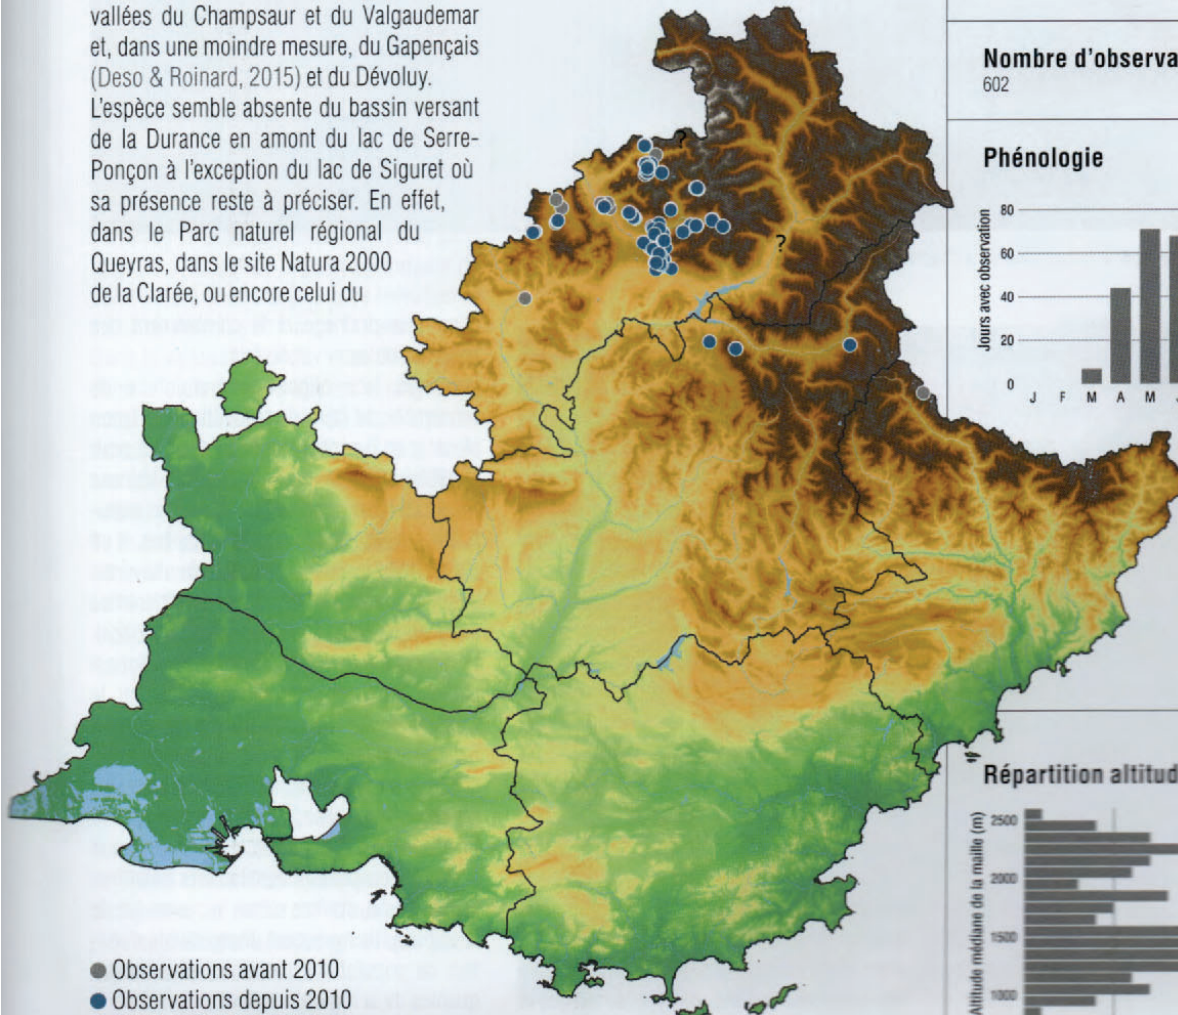 vallées du Champsaur et du Valgaudemar
et, dans une moindre mesure, du Gapençais
(Deso & Roinard, 2015) et du Dévoluy.
L'espèce semble absente du bassin versant
de la Durance en amont du lac de Serre-
Ponçon à l'exception du lac de Siguret où
sa présence reste à préciser. En effet,
dans le Parc naturel régional du
Queyras, dans le site Natura 2000
de la Clarée, ou encore celui du
?
?
Observations avant 2010
Observations depuis 2010
Nombre d'observa
602
Phénologie
Jours avec observation
80
60
40
20
0
J F M A M J
Répartition altitud
Altitude médiane de la maille (m)
2500
2000
1500
1000